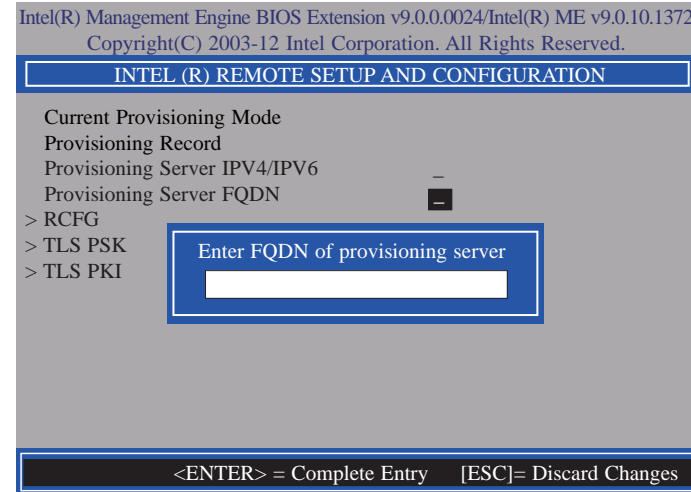 Intel(R) Management Engine BIOS Extension v9.0.0.0024/Intel(R) ME v9.0.10.1372
Copyright(C) 2003-12 Intel Corporation. All Rights Reserved.
INTEL (R) REMOTE SETUP AND CONFIGURATION
Current Provisioning Mode
Provisioning Record
Provisioning Server IPV4/IPV6 _
Provisioning Server FQDN _
> RCFG
> TLS PSK
> TLS PKI
Enter FQDN of provisioning server
<ENTER> = Complete Entry [ESC]= Discard Changes